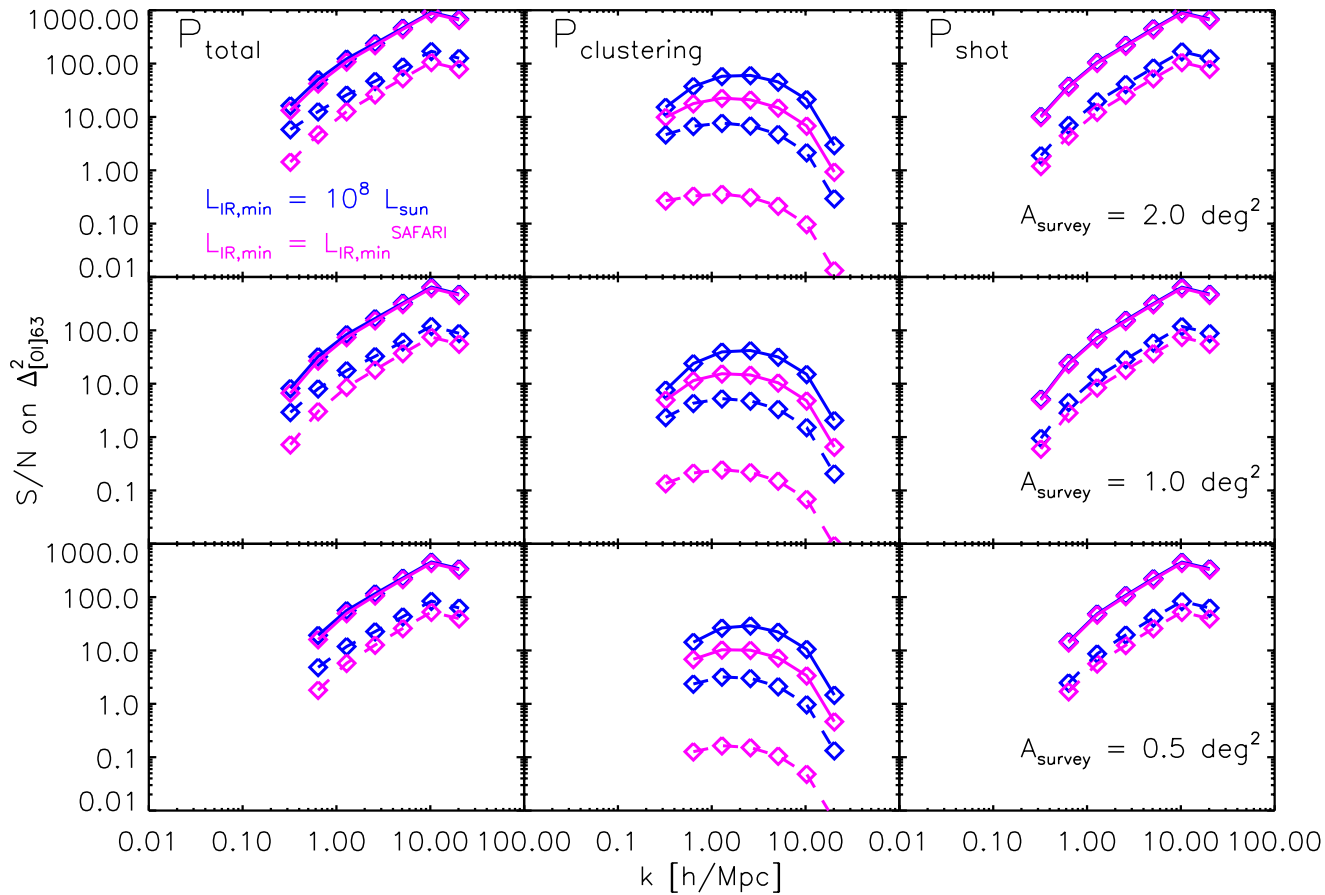 1000.0
100.00
10.00
1.00
0.10
0.01
P_total
L_IR,min = 10^8 L_sun
L_IR,min = L_IR,min^SAFARI
P_clustering
P_shot
A_survey = 2.0 deg^2
100.0
10.0
1.0
0.1
A_survey = 1.0 deg^2
S/N on Δ^2_[OI]63
1000.0
100.0
10.0
1.0
0.1
0.01
A_survey = 0.5 deg^2
0.01 0.10 1.00 10.00 100.00
0.1 1.00 10.00
0.01 0.10 1.00 10.00 100.00
k [h/Mpc]